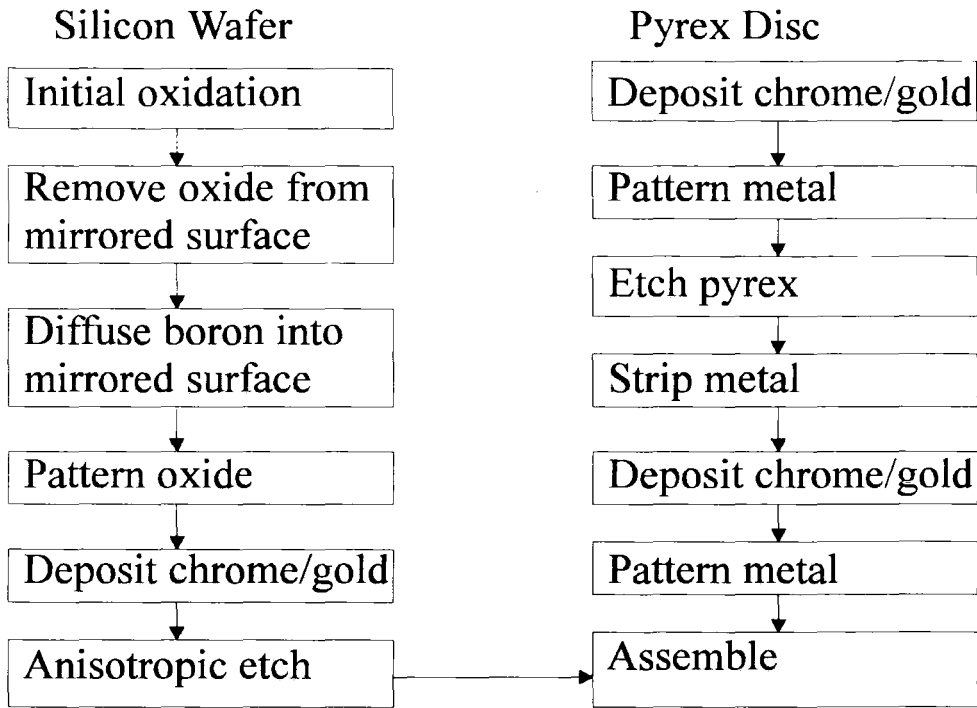 Silicon Wafer
Initial oxidation
Remove oxide from
mirrored surface
Diffuse boron into
mirrored surface
Pattern oxide
Deposit chrome/gold
Anisotropic etch
Pyrex Disc
Deposit chrome/gold
Pattern metal
Etch pyrex
Strip metal
Deposit chrome/gold
Pattern metal
Assemble